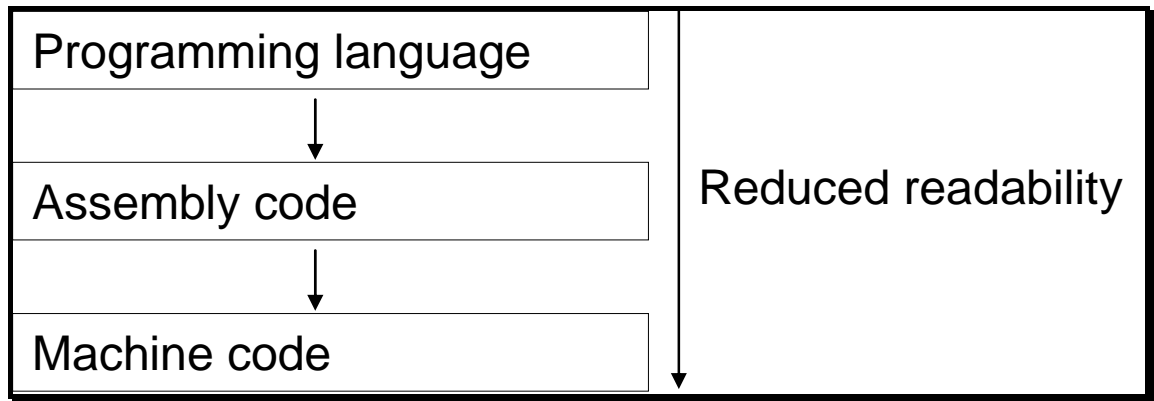 Programming language
Assembly code
Machine code
Reduced readability